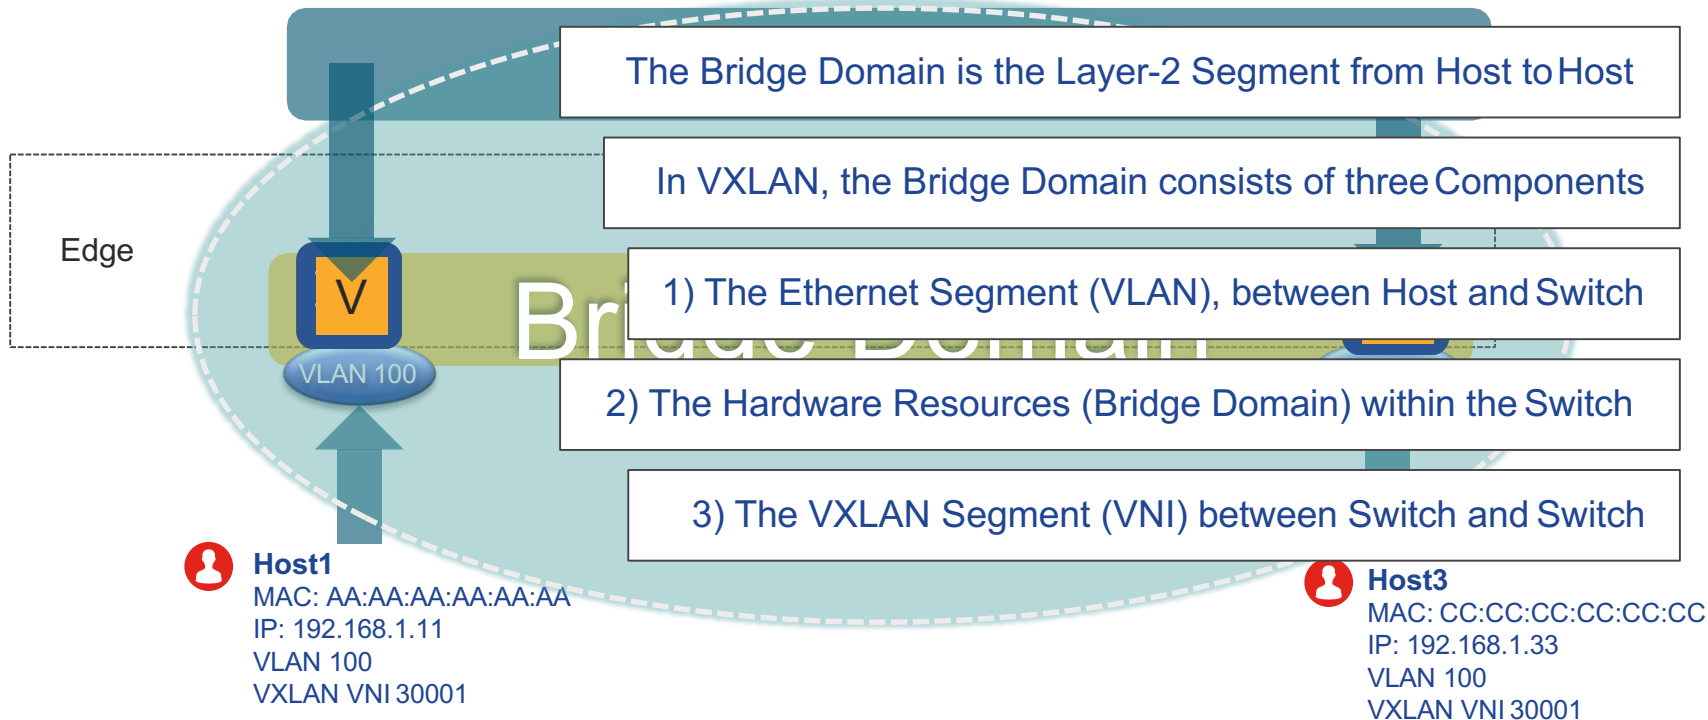 The Bridge Domain is the Layer-2 Segment from Host to Host
In VXLAN, the Bridge Domain consists of three Components
Edge
V
1) The Ethernet Segment (VLAN), between Host and Switch
Bridge Domain
VLAN 100
2) The Hardware Resources (Bridge Domain) within the Switch
3) The VXLAN Segment (VNI) between Switch and Switch
Host1
MAC: AA:AA:AA:AA:AA:AA
IP: 192.168.1.11
VLAN 100
VXLAN VNI 30001
Host3
MAC: CC:CC:CC:CC:CC:CC
IP: 192.168.1.33
VLAN 100
VXLAN VNI 30001